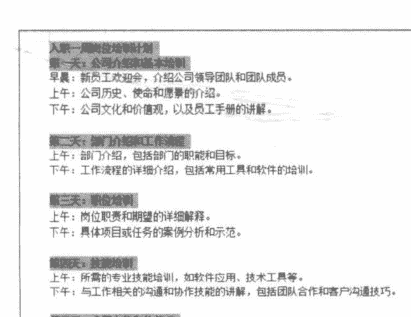 入职一周岗位培训计划
第一天：公司介绍和基本培训
早晨：新员工欢迎会，介绍公司领导团队和团队成员。
上午：公司历史、使命和愿景的介绍。
下午：公司文化和价值观，以及员工手册的讲解。
第二天：部门介绍和工作流程
上午：部门介绍，包括部门的职能和目标。
下午：工作流程的详细介绍，包括常用工具和软件的培训。
第三天：职位培训
上午：岗位职责和期望的详细解释。
下午：具体项目或任务的案例分析和示范。
第四天：技能培训
上午：所需的专业技能培训，如软件应用、技术工具等。
下午：与工作相关的沟通和协作技能的讲解，包括团队合作和客户沟通技巧。